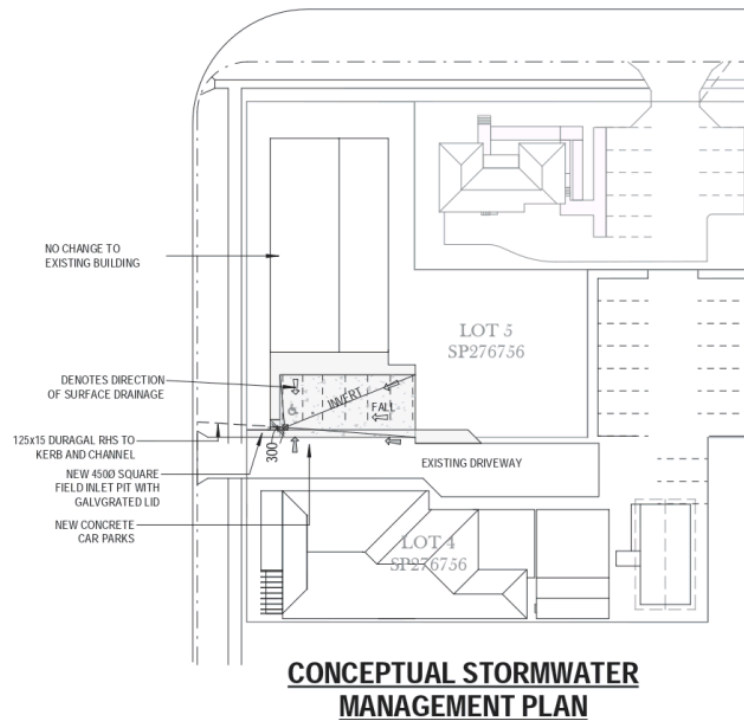 NO CHANGE TO
EXISTING BUILDING
LOT 5
SP276756
DENOTES DIRECTION
OF SURFACE DRAINAGE
INVERT
FALL
125x15 DURAGAL RHS TO
KERB AND CHANNEL
300
EXISTING DRIVEWAY
NEW 450Ø SQUARE
FIELD INLET PIT WITH
GALVGRATED LID
NEW CONCRETE
CAR PARKS
LOT 4
SP276756
CONCEPTUAL STORMWATER
MANAGEMENT PLAN